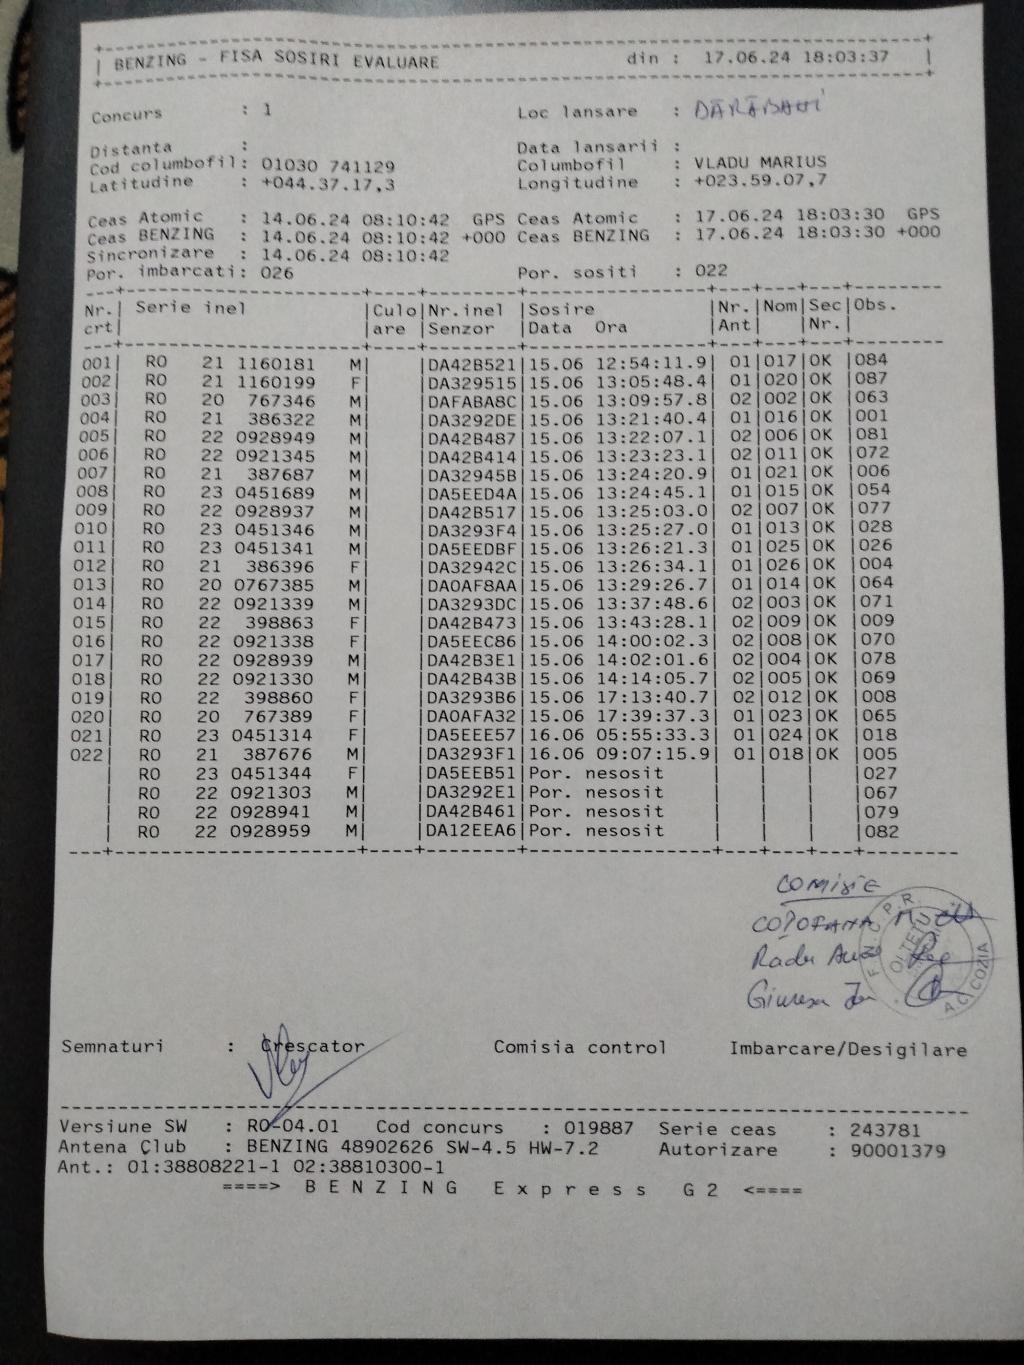 BENZING - FISA SOSIRI EVALUARE din : 17.06.24 18:03:37
Concurs : 1 Loc lansare : DARABANI
Distanta : Data lansarii :
Cod columbofil: 01030 741129 Columbofil : VLADU MARIUS
Latitudine : +044.37.17,3 Longitudine : +023.59.07,7
Ceas Atomic : 14.06.24 08:10:42 GPS Ceas Atomic : 17.06.24 18:03:30 GPS
Ceas BENZING : 14.06.24 08:10:42 +000 Ceas BENZING : 17.06.24 18:03:30 +000
Sincronizare : 14.06.24 08:10:42
Por. imbarcati: 026 Por. sositi : 022
Nr.| Serie inel |Culo|Nr.inel|Sosire |Nr.|Nom|Sec|Obs.
crt| |are |Senzor |Data Ora |Ant| |Nr.|
001| RO 21 1160181 M| |DA42B521|15.06 12:54:11.9|01|017|OK |084
002| RO 21 1160199 F| |DA329515|15.06 13:05:48.4|01|020|OK |087
003| RO 20 767346 M| |DAFABA8C|15.06 13:09:57.8|02|002|OK |063
004| RO 21 386322 M| |DA3292DE|15.06 13:21:40.4|01|016|OK |001
005| RO 22 0928949 M| |DA42B487|15.06 13:22:07.1|02|006|OK |081
006| RO 22 0921345 M| |DA42B414|15.06 13:23:23.1|02|011|OK |072
007| RO 21 387687 M| |DA32945B|15.06 13:24:20.9|01|021|OK |006
008| RO 23 0451689 M| |DA5EED4A|15.06 13:24:45.1|01|015|OK |054
009| RO 22 0928937 M| |DA42B517|15.06 13:25:03.0|02|007|OK |077
010| RO 23 0451346 M| |DA3293F4|15.06 13:25:27.0|01|013|OK |028
011| RO 23 0451341 M| |DA5EEDBF|15.06 13:26:21.3|01|025|OK |026
012| RO 21 386396 F| |DA32942C|15.06 13:26:34.1|01|026|OK |004
013| RO 20 0767385 M| |DA0AF8AA|15.06 13:29:26.7|01|014|OK |064
014| RO 22 0921339 M| |DA3293DC|15.06 13:37:48.6|02|003|OK |071
015| RO 22 398863 F| |DA42B473|15.06 13:43:28.1|02|009|OK |009
016| RO 22 0921338 F| |DA5EEC86|15.06 14:00:02.3|02|008|OK |070
017| RO 22 0928939 M| |DA42B3E1|15.06 14:02:01.6|02|004|OK |078
018| RO 22 0921330 M| |DA42B43B|15.06 14:14:05.7|02|005|OK |069
019| RO 22 398860 F| |DA3293B6|15.06 17:13:40.7|02|012|OK |008
020| RO 20 767389 F| |DA0AFA32|15.06 17:39:37.3|01|023|OK |065
021| RO 23 0451314 F| |DA5EEE57|16.06 05:55:33.3|01|024|OK |018
022| RO 21 387676 M| |DA3293F1|16.06 09:07:15.9|01|018|OK |005
| RO 23 0451344 F| |DA5EEB51|Por. nesosit | | | |027
| RO 22 0921303 M| |DA3292E1|Por. nesosit | | | |067
| RO 22 0928941 M| |DA42B461|Por. nesosit | | | |079
| RO 22 0928959 M| |DA12EEA6|Por. nesosit | | | |082
COMISIE
Radu
OLTETU
A.C. COZIA
Semnaturi : Crescator Comisia control Imbarcare/Desigilare
Versiune SW : RO-04.01 Cod concurs : 019887 Serie ceas : 243781
Antena Club : BENZING 48902626 SW-4.5 HW-7.2 Autorizare : 90001379
Ant.: 01:38808221-1 02:38810300-1
====> B E N Z I N G E x p r e s s G 2 <====